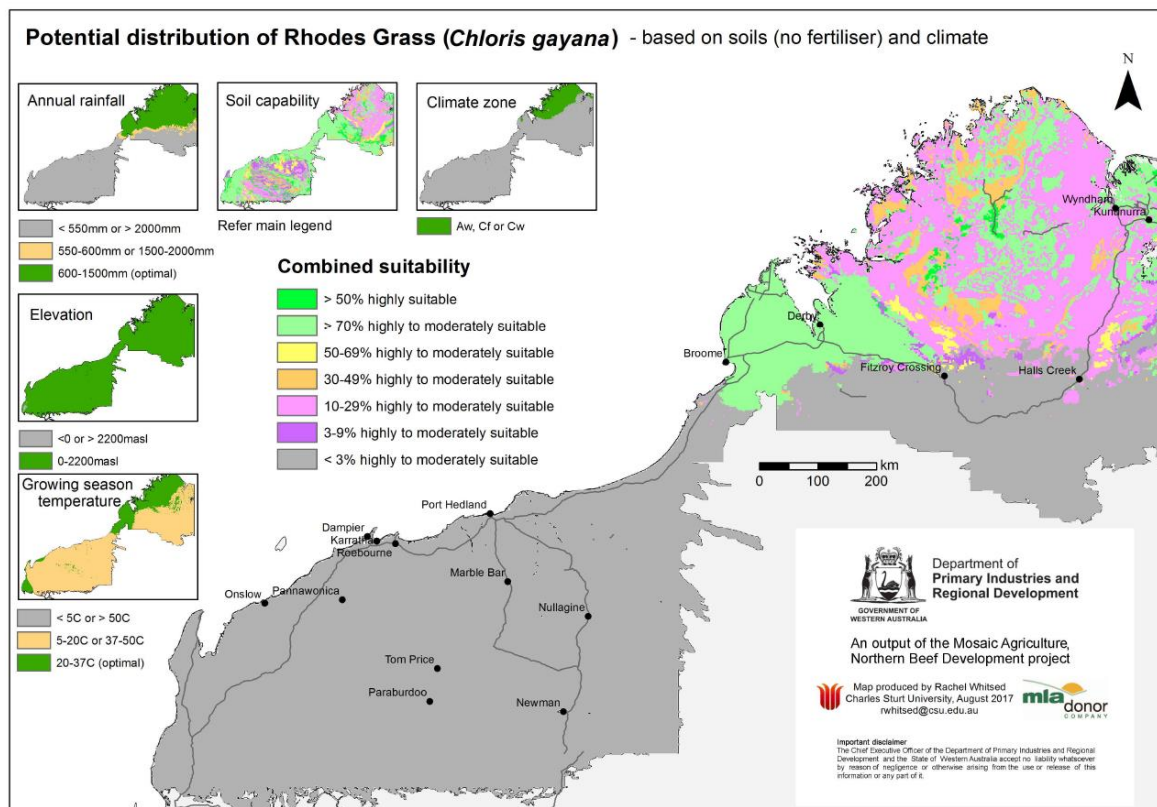 Potential distribution of Rhodes Grass (Chloris gayana) - based on soils (no fertiliser) and climate
Annual rainfall
< 550mm or > 2000mm
550-600mm or 1500-2000mm
600-1500mm (optimal)
Soil capability
Refer main legend
Climate zone
Aw, Cf or Cw
N
Elevation
<0 or > 2200masl
0-2200masl
Growing season
temperature
< 5C or > 50C
5-20C or 37-50C
20-37C (optimal)
Combined suitability
> 50% highly suitable
> 70% highly to moderately suitable
50-69% highly to moderately suitable
30-49% highly to moderately suitable
10-29% highly to moderately suitable
3-9% highly to moderately suitable
< 3% highly to moderately suitable
Wyndham
Kununurra
Derby
Broome
Fitzroy Crossing
Halls Creek
km
0 100 200
Port Hedland
Dampier
Karratha
Roebourne
Marble Bar
Onslow
Pannawonica
Nullagine
Tom Price
Paraburdoo
Newman
GOVERNMENT OF
WESTERN AUSTRALIA
Department of
Primary Industries and
Regional Development
An output of the Mosaic Agriculture,
Northern Beef Development project
Map produced by Rachel Whitsed
Charles Sturt University, August 2017
rwhitsed@csu.edu.au
mla
donor
COMPANY
Important disclaimer
The Chief Executive Officer of the Department of Primary Industries and Regional
Development and the State of Western Australia accept no liability whatsoever
by reason of negligence or otherwise arising from the use or release of this
information or any part of it.